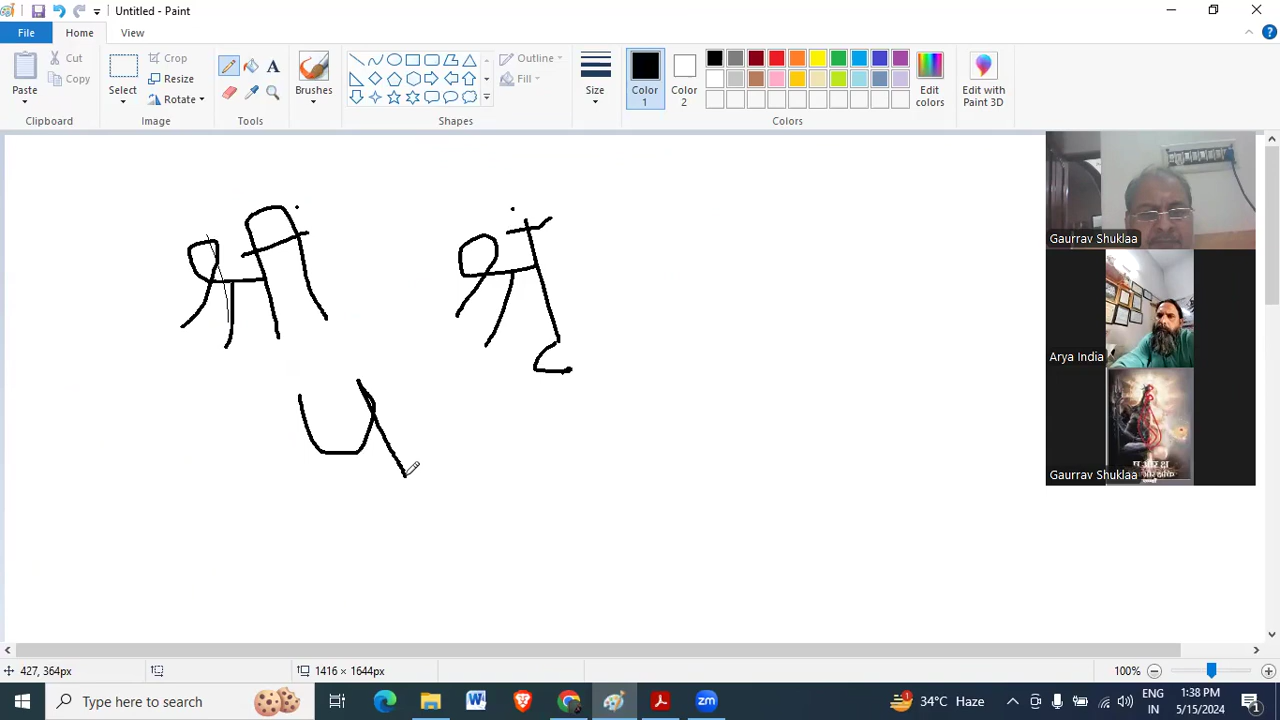 Untitled - Paint
File Home View
Paste
Cut
Copy
Clipboard
Select
Crop
Resize
Rotate
Image
Tools
Brushes
Shapes
Outline
Fill
Size
Color 1
Color 2
Colors
Edit colors
Edit with Paint 3D
Gaurrav Shuklaa
Arya India
Gaurrav Shuklaa
427, 364px
1416 × 1644px
100%
Type here to search
34°C Haze
ENG IN
1:38 PM
5/15/2024